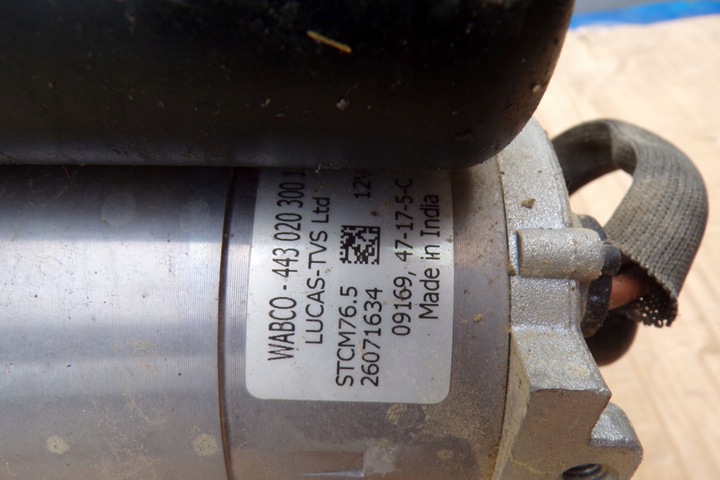 WABCO - 443 020 300 1
LUCAS-TVS Ltd
STCM76.5 12V
26071634
09169, 47-17-5-C
Made in India